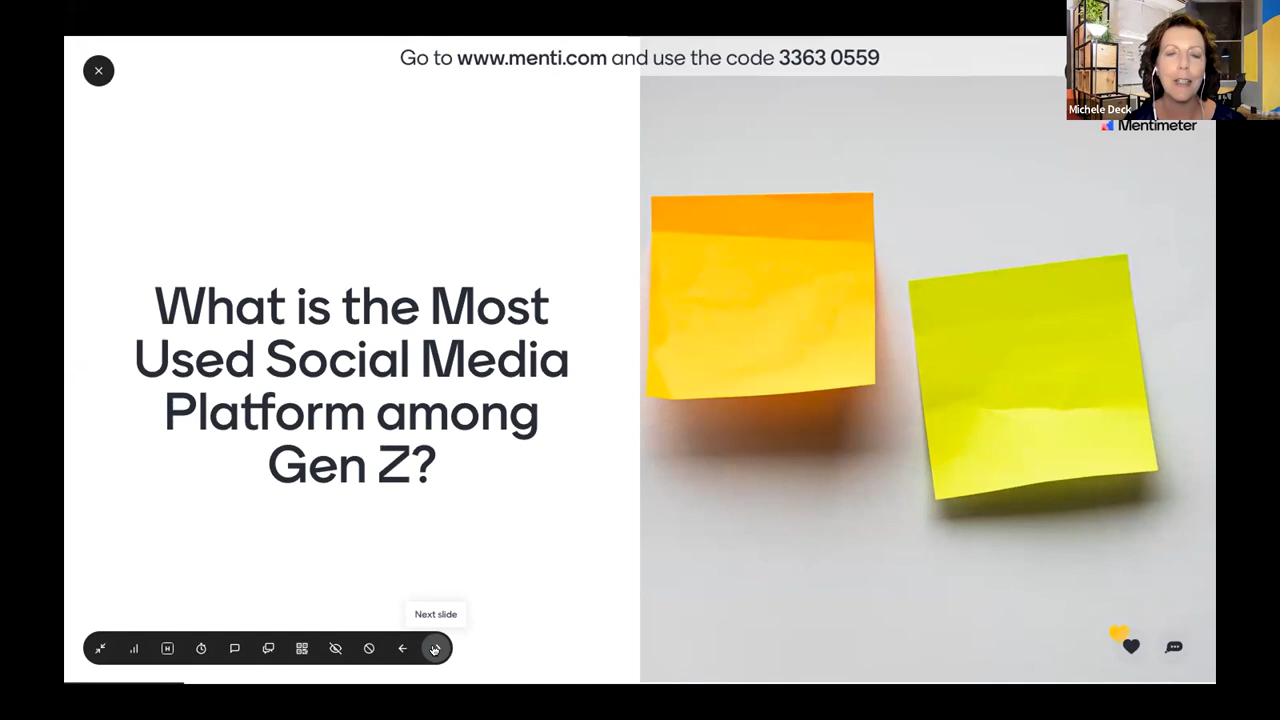 Go to www.menti.com and use the code 3363 0559
Michele Deck
Mentimeter
What is the Most
Used Social Media
Platform among
Gen Z?
Next slide
H